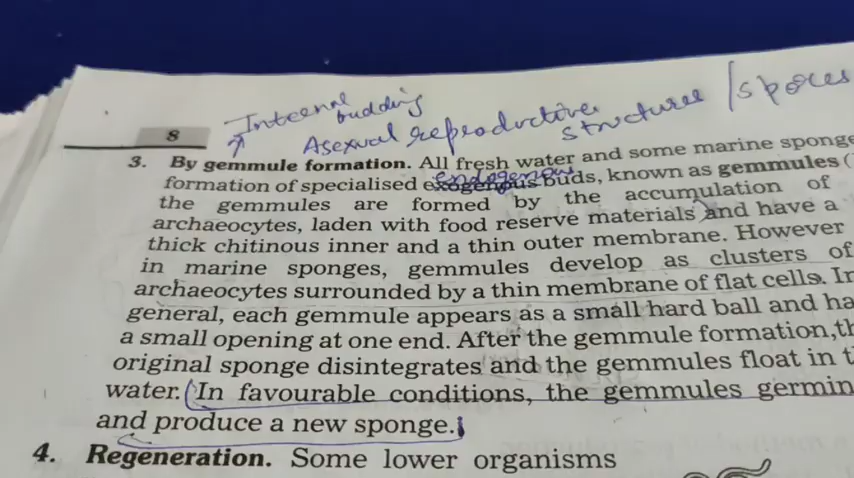 Internal
budding
Asexual reproductive
structures / spores
8
3. By gemmule formation. All fresh water and some marine sponge
formation of specialised exogenous endogenous buds, known as gemmules (
the gemmules are formed by the accumulation of
archaeocytes, laden with food reserve materials and have a
thick chitinous inner and a thin outer membrane. However
in marine sponges, gemmules develop as clusters of
archaeocytes surrounded by a thin membrane of flat cells. In
general, each gemmule appears as a small hard ball and ha
a small opening at one end. After the gemmule formation, th
original sponge disintegrates and the gemmules float in t
water. (In favourable conditions, the gemmules germin
and produce a new sponge.
4. Regeneration. Some lower organisms